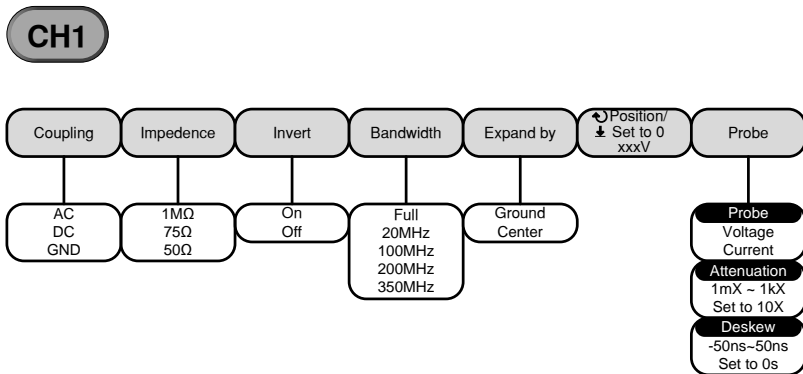 CH1
Coupling
Impedence
Invert
Bandwidth
Expand by
Position/
Set to 0
xxxV
Probe
AC
DC
GND
1MΩ
75Ω
50Ω
On
Off
Full
20MHz
100MHz
200MHz
350MHz
Ground
Center
Probe
Voltage
Current
Attenuation
1mX ~ 1kX
Set to 10X
Deskew
-50ns~50ns
Set to 0s